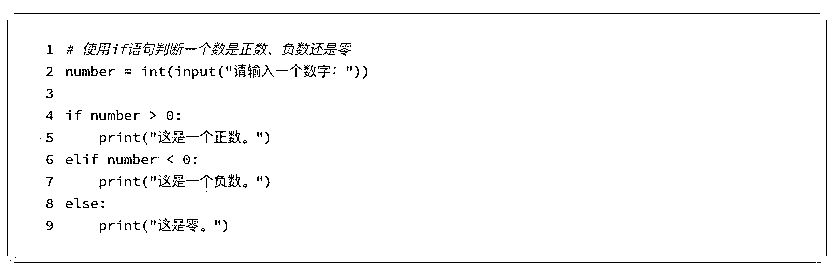 1 # 使用if语句判断一个数是正数、负数还是零
2 number = int(input("请输入一个数字: "))
3
4 if number > 0:
5     print("这是一个正数。")
6 elif number < 0:
7     print("这是一个负数。")
8 else:
9     print("这是零。")